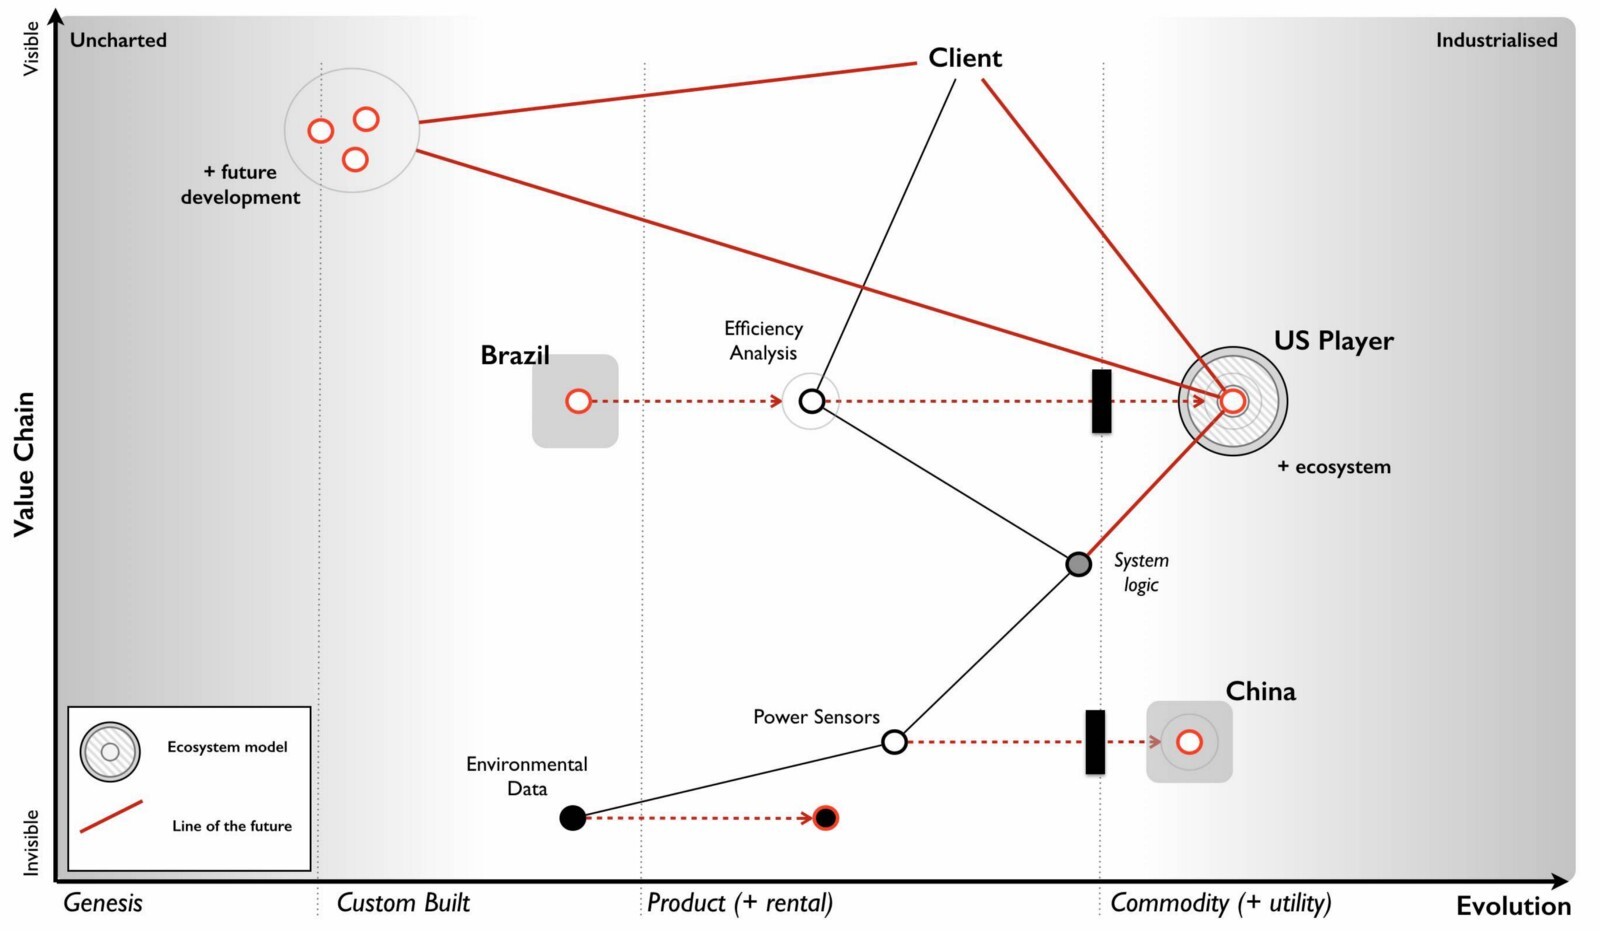 Visible
Uncharted
Client
Industrialised
+ future
development
Efficiency
Analysis
Brazil
US Player
+ ecosystem
Value Chain
System
logic
China
Power Sensors
Environmental
Data
Ecosystem model
Line of the future
Invisible
Genesis
Custom Built
Product (+ rental)
Commodity (+ utility)
Evolution